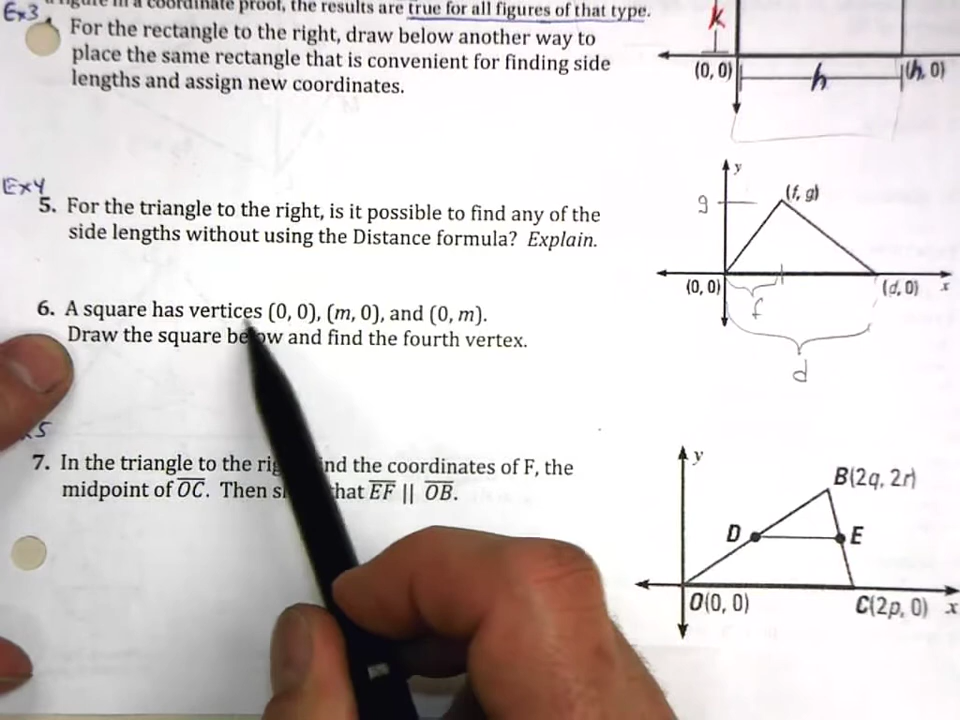 in a coordinate proof, the results are true for all figures of that type.
Ex3
For the rectangle to the right, draw below another way to
place the same rectangle that is convenient for finding side
lengths and assign new coordinates.
k
(0, 0)
h
(h, 0)
Ex4
5. For the triangle to the right, is it possible to find any of the
side lengths without using the Distance formula? Explain.
y
g
(f, g)
(0, 0)
(d, 0)
x
f
d
6. A square has vertices (0, 0), (m, 0), and (0, m).
Draw the square below and find the fourth vertex.
5
7. In the triangle to the the coordinates of F, the
midpoint of OC. Then EF || OB.
y
B(2q, 2r)
D
E
O(0, 0)
C(2p, 0)
x